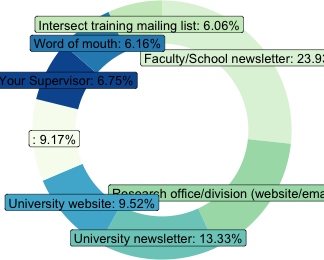 Intersect training mailing list: 6.06%
Word of mouth: 6.16%
Faculty/School newsletter: 23.93
Your Supervisor: 6.75%
: 9.17%
Research office/division (website/ema
University website: 9.52%
University newsletter: 13.33%